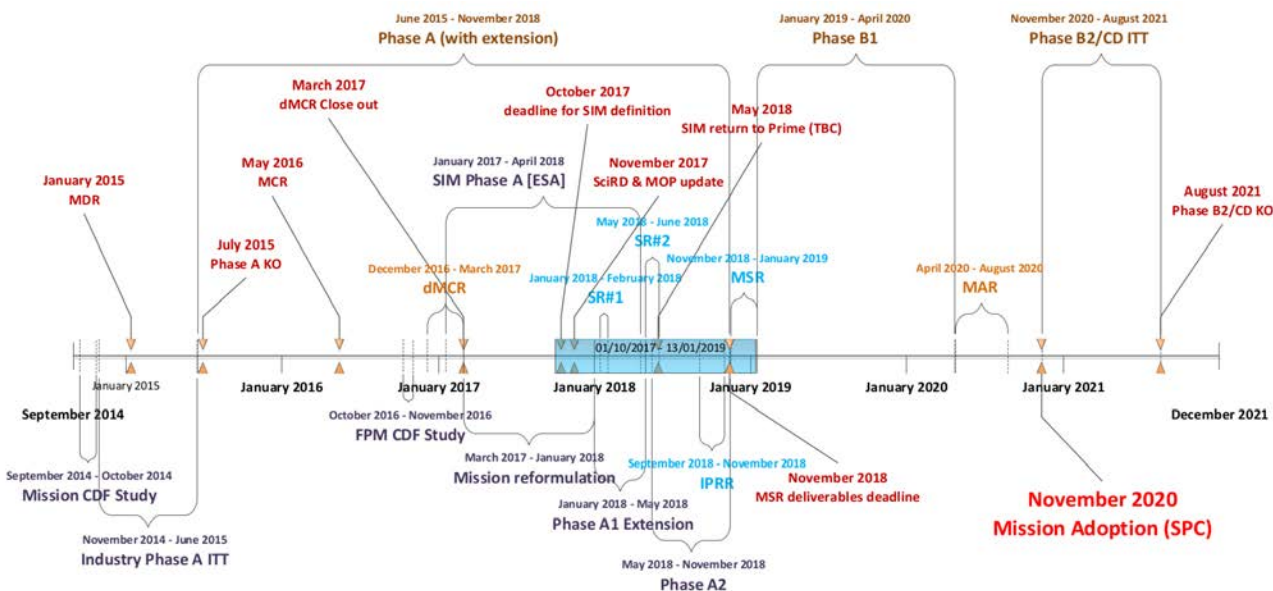 June 2015 - November 2018
Phase A (with extension)
January 2019 - April 2020
Phase B1
November 2020 - August 2021
Phase B2/CD ITT
March 2017
dMCR Close out
October 2017
deadline for SIM definition
May 2018
SIM return to Prime (TBC)
January 2017 - April 2018
SIM Phase A [ESA]
November 2017
SciRD & MOP update
May 2016
MCR
January 2015
MDR
August 2021
Phase B2/CD KO
July 2015
Phase A KO
May 2018 - June 2018
SR#2
December 2016 - March 2017
dMCR
January 2018 - February 2018
SR#1
November 2018 - January 2019
MSR
April 2020 - August 2020
MAR
01/10/2017 - 13/01/2019
January 2015
January 2016
January 2017
January 2018
January 2019
January 2020
January 2021
September 2014
December 2021
October 2016 - November 2016
FPM CDF Study
March 2017 - January 2018
Mission reformulation
September 2018 - November 2018
IPRR
September 2014 - October 2014
Mission CDF Study
November 2018
MSR deliverables deadline
November 2020
Mission Adoption (SPC)
January 2018 - May 2018
Phase A1 Extension
November 2014 - June 2015
Industry Phase A ITT
May 2018 - November 2018
Phase A2